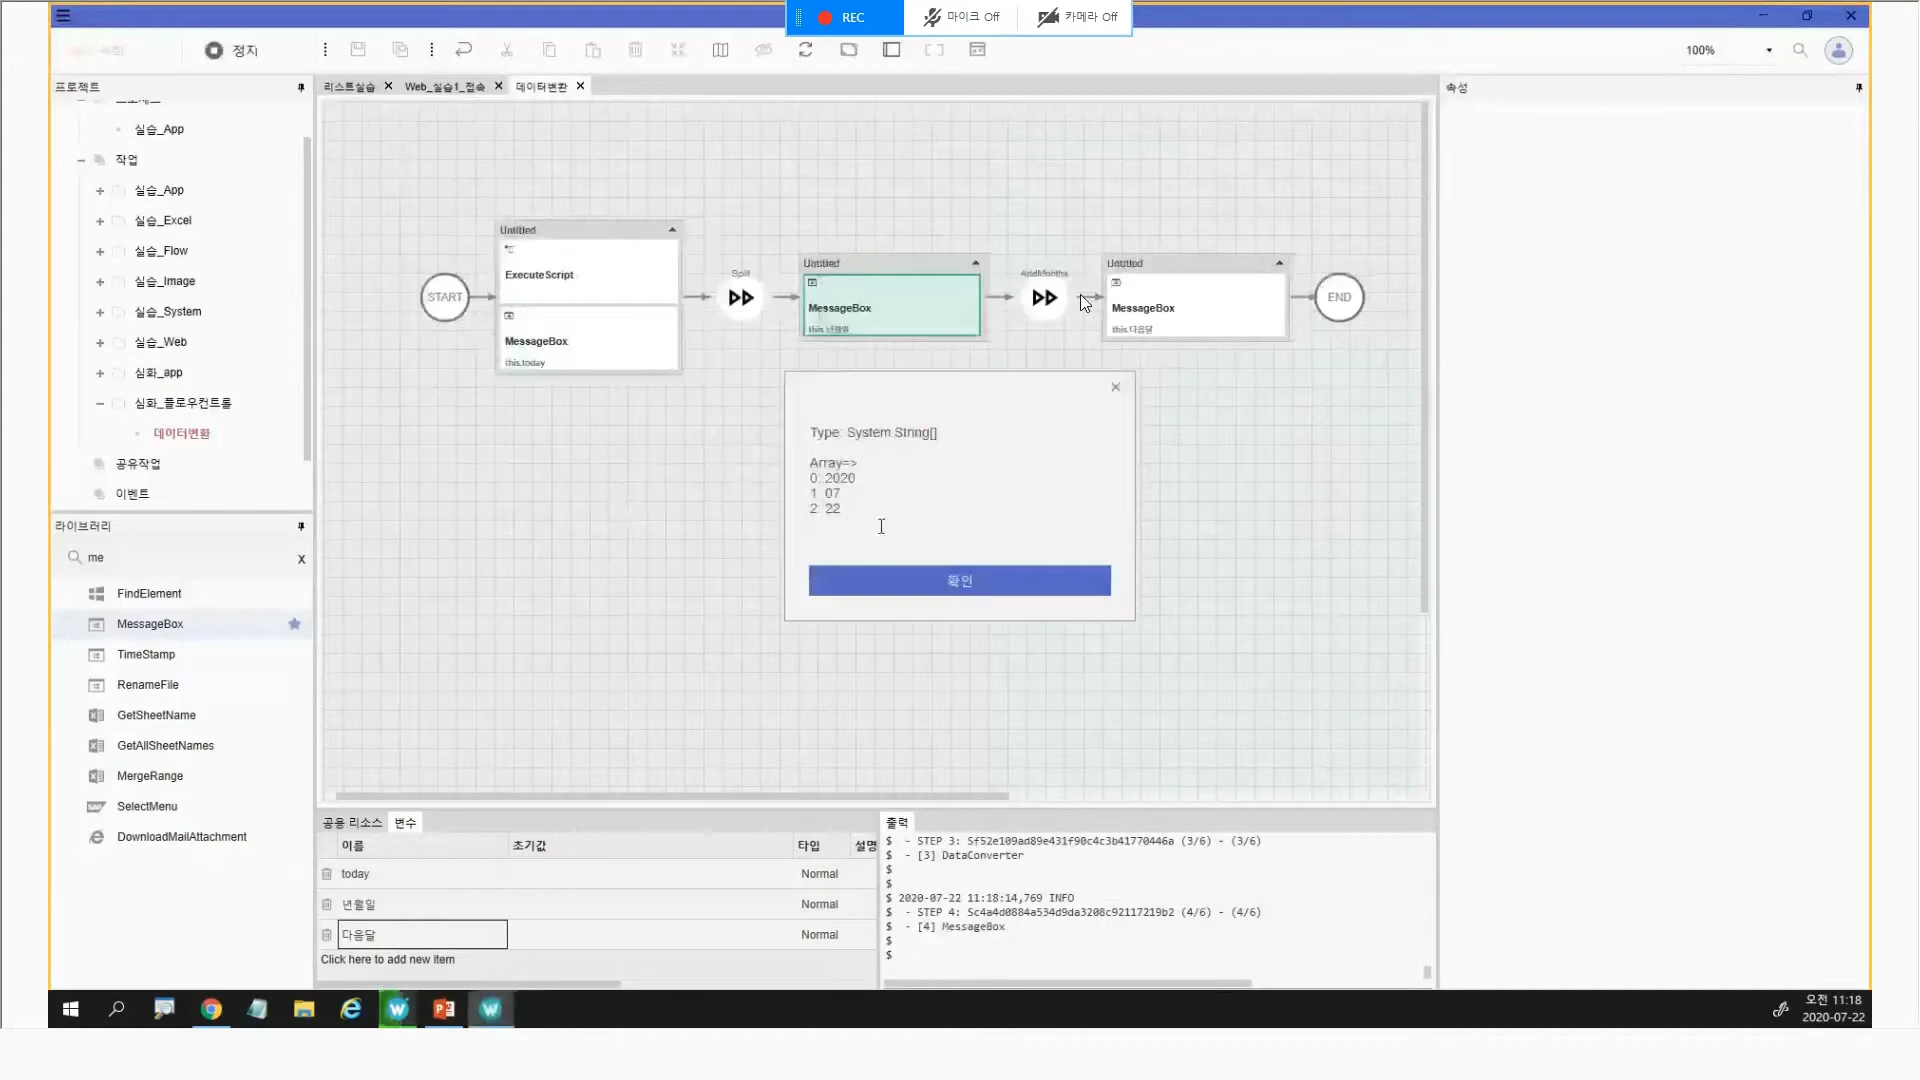 REC
마이크 Off
카메라 Off
정지
100%
프로젝트
리스트실습
Web_실습1_접속
데이터변환
속성
실습_App
작업
실습_App
실습_Excel
실습_Flow
실습_Image
실습_System
실습_Web
심화_app
심화_플로우컨트롤
데이터변환
공유작업
이벤트
라이브러리
me
X
FindElement
MessageBox
TimeStamp
RenameFile
GetSheetName
GetAllSheetNames
MergeRange
SelectMenu
DownloadMailAttachment
START
Untitled
ExecuteScript
MessageBox
this.today
Split
Untitled
MessageBox
this.년월일
AddMonths
Untitled
MessageBox
this.다음달
END
Type: System.String[]
Array=>
0: 2020
1: 07
2: 22
확인
공용 리소스
변수
이름
초기값
타입
설명
today
Normal
년월일
Normal
다음달
Normal
Click here to add new item
출력
$ - STEP 3: Sf52e109ad89e431f90c4c3b41770446a (3/6) - (3/6)
$ - [3] DataConverter
$
$
$ 2020-07-22 11:18:14,769 INFO
$ - STEP 4: Sc4a4d0884a534d9da3208c92117219b2 (4/6) - (4/6)
$ - [4] MessageBox
$
$
오전 11:18
2020-07-22